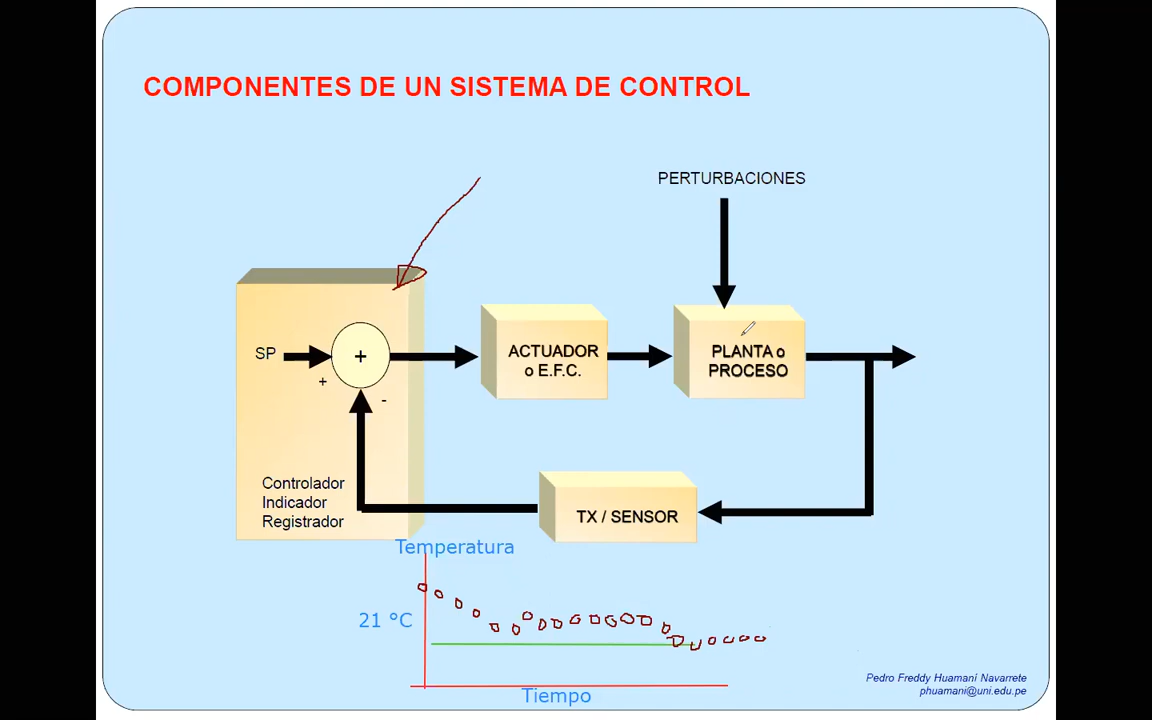 COMPONENTES DE UN SISTEMA DE CONTROL
PERTURBACIONES
SP
+
+
-
ACTUADOR
o E.F.C.
PLANTA o
PROCESO
Controlador
Indicador
Registrador
TX / SENSOR
Temperatura
21 °C
Tiempo
Pedro Freddy Huamaní Navarrete
phuamani@uni.edu.pe